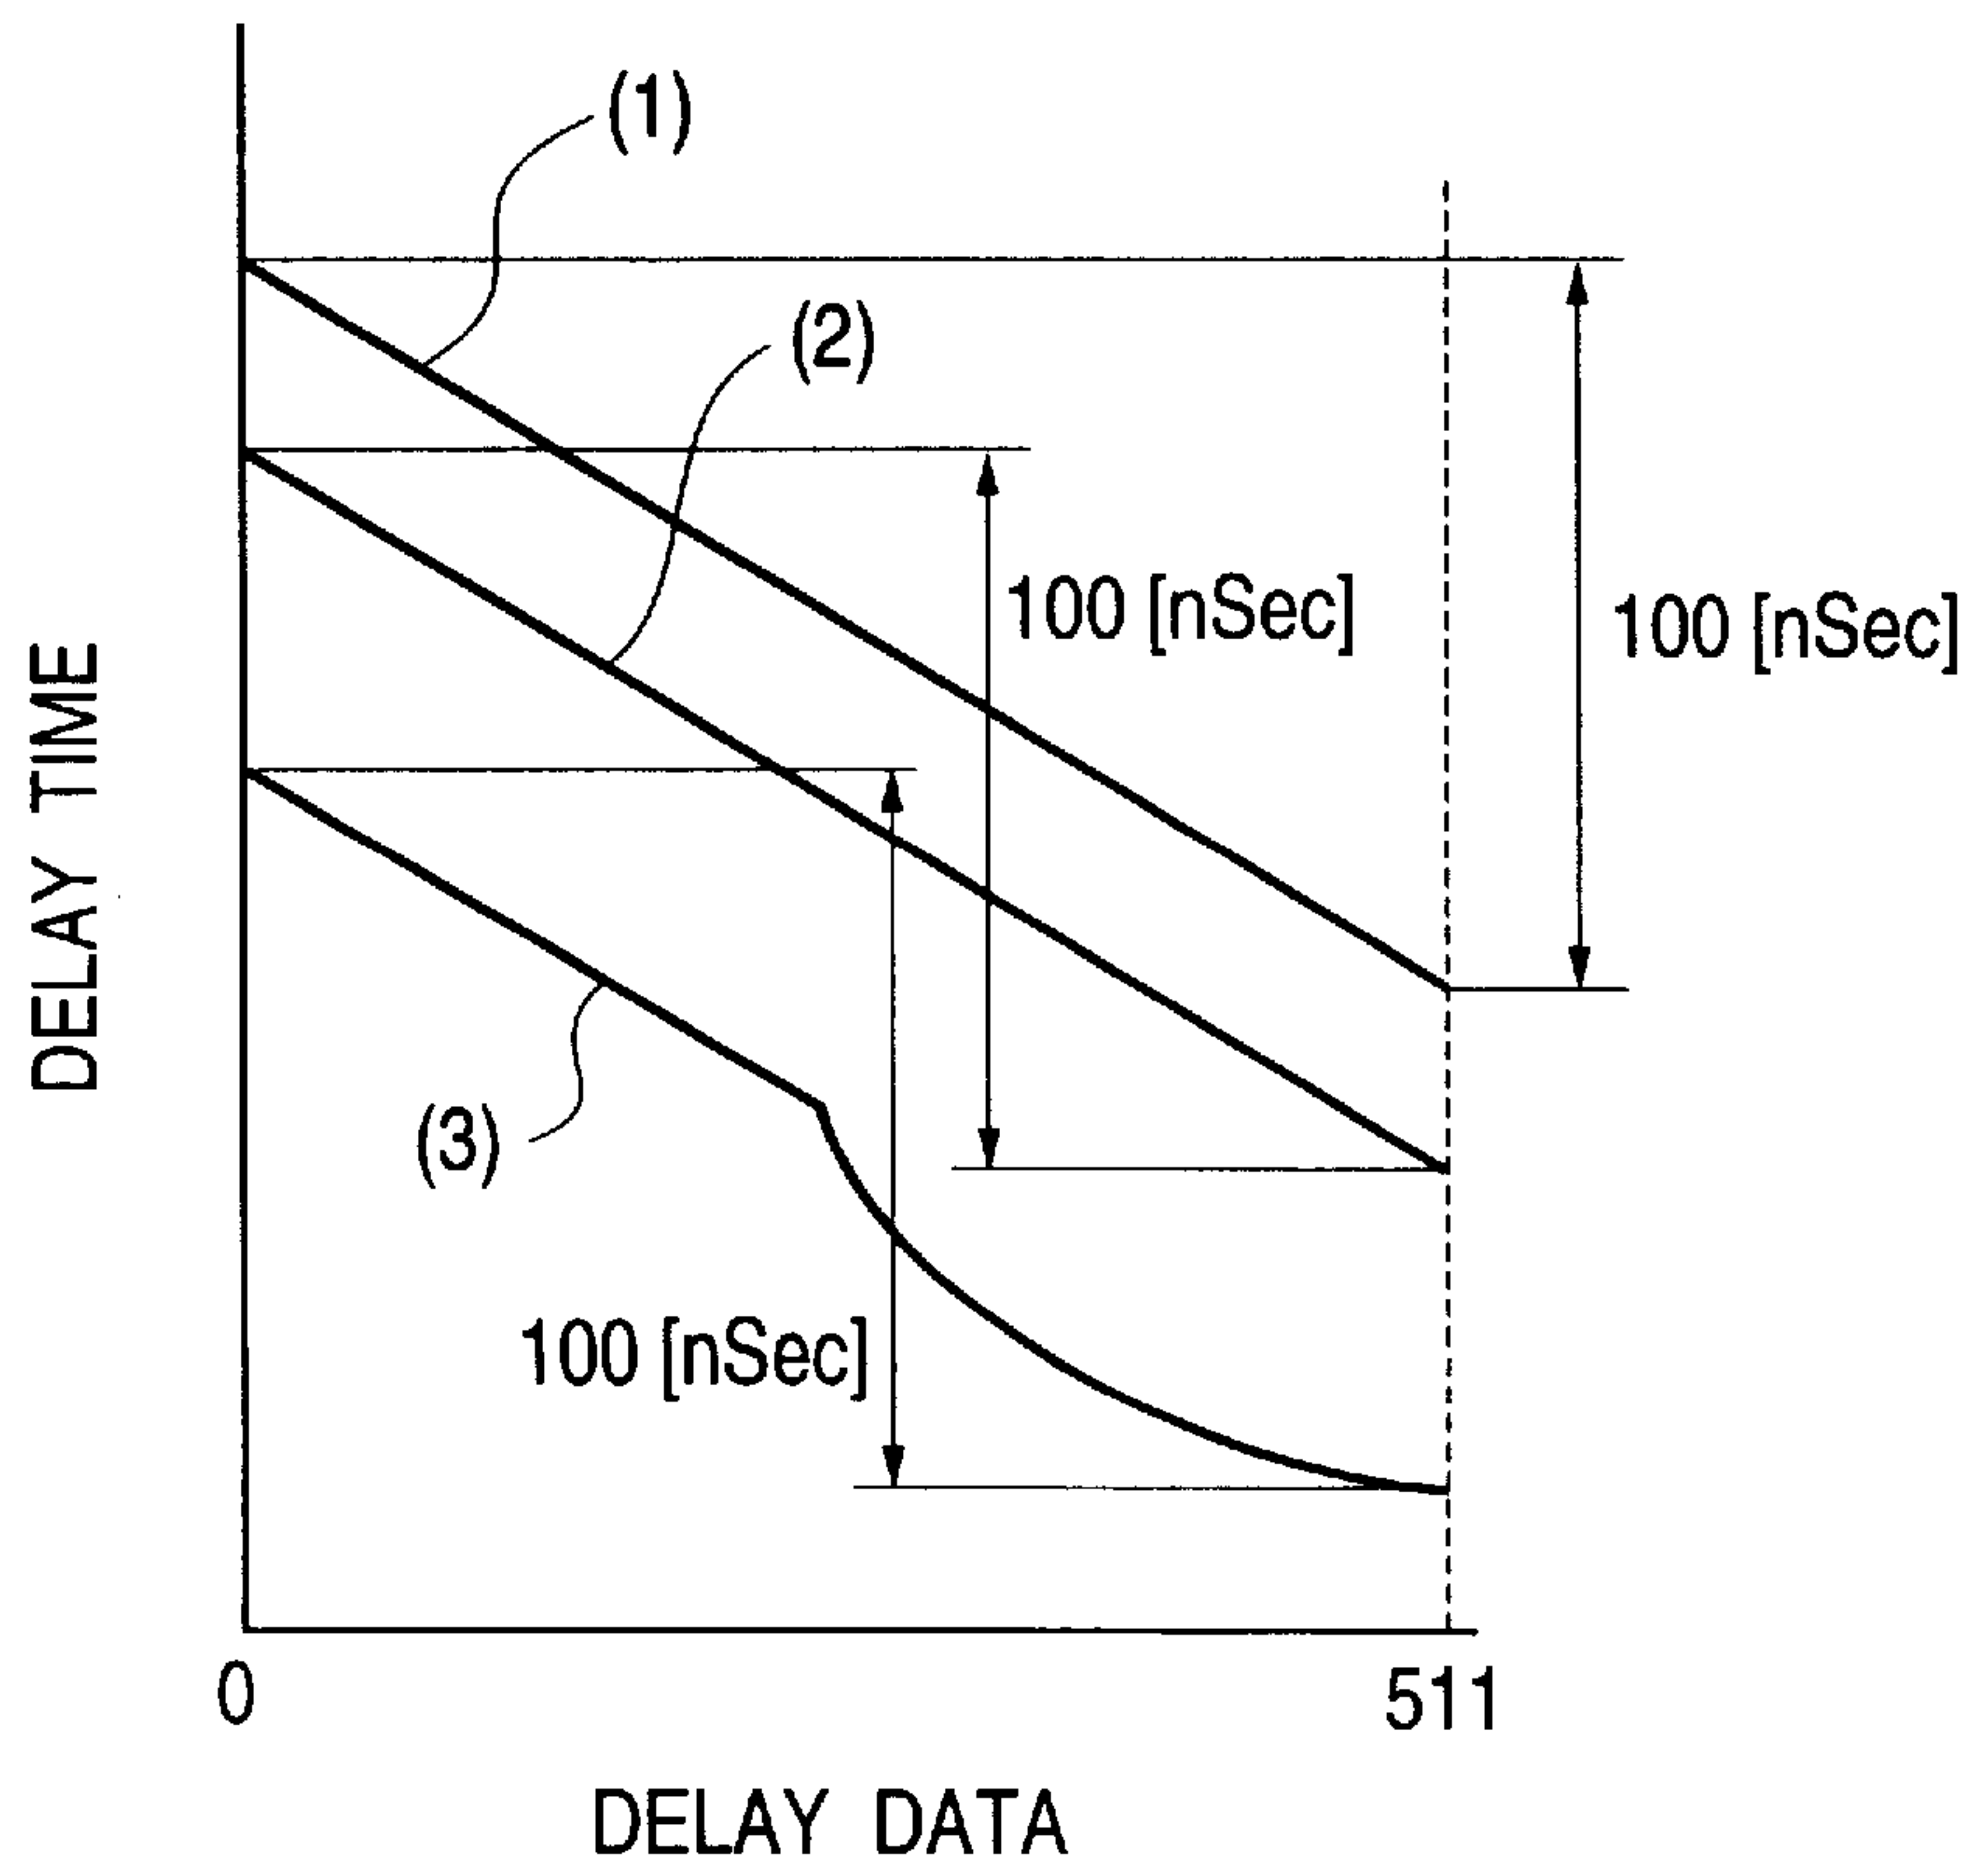 (1)
(2)
100 [nSec]
100 [nSec]
DELAY TIME
(3)
100 [nSec]
0
511
DELAY DATA